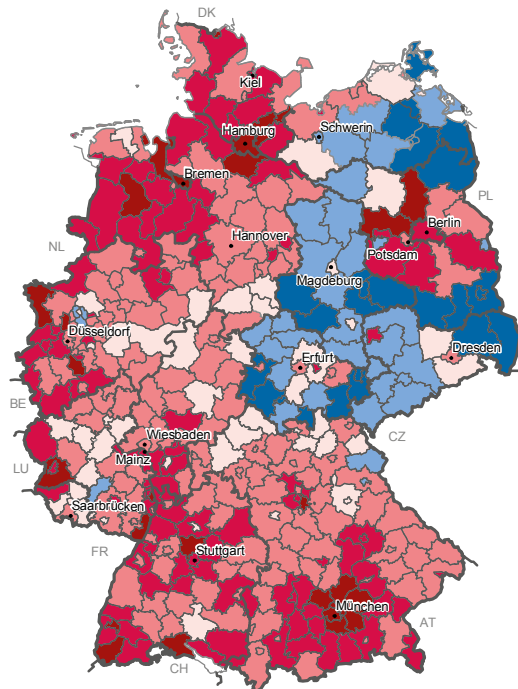 DK
Kiel
Schwerin
Hamburg
Bremen
PL
Berlin
NL
Hannover
Potsdam
Magdeburg
Düsseldorf
Dresden
Erfurt
BE
CZ
Wiesbaden
LU
Mainz
Saarbrücken
FR
Stuttgart
München
AT
CH